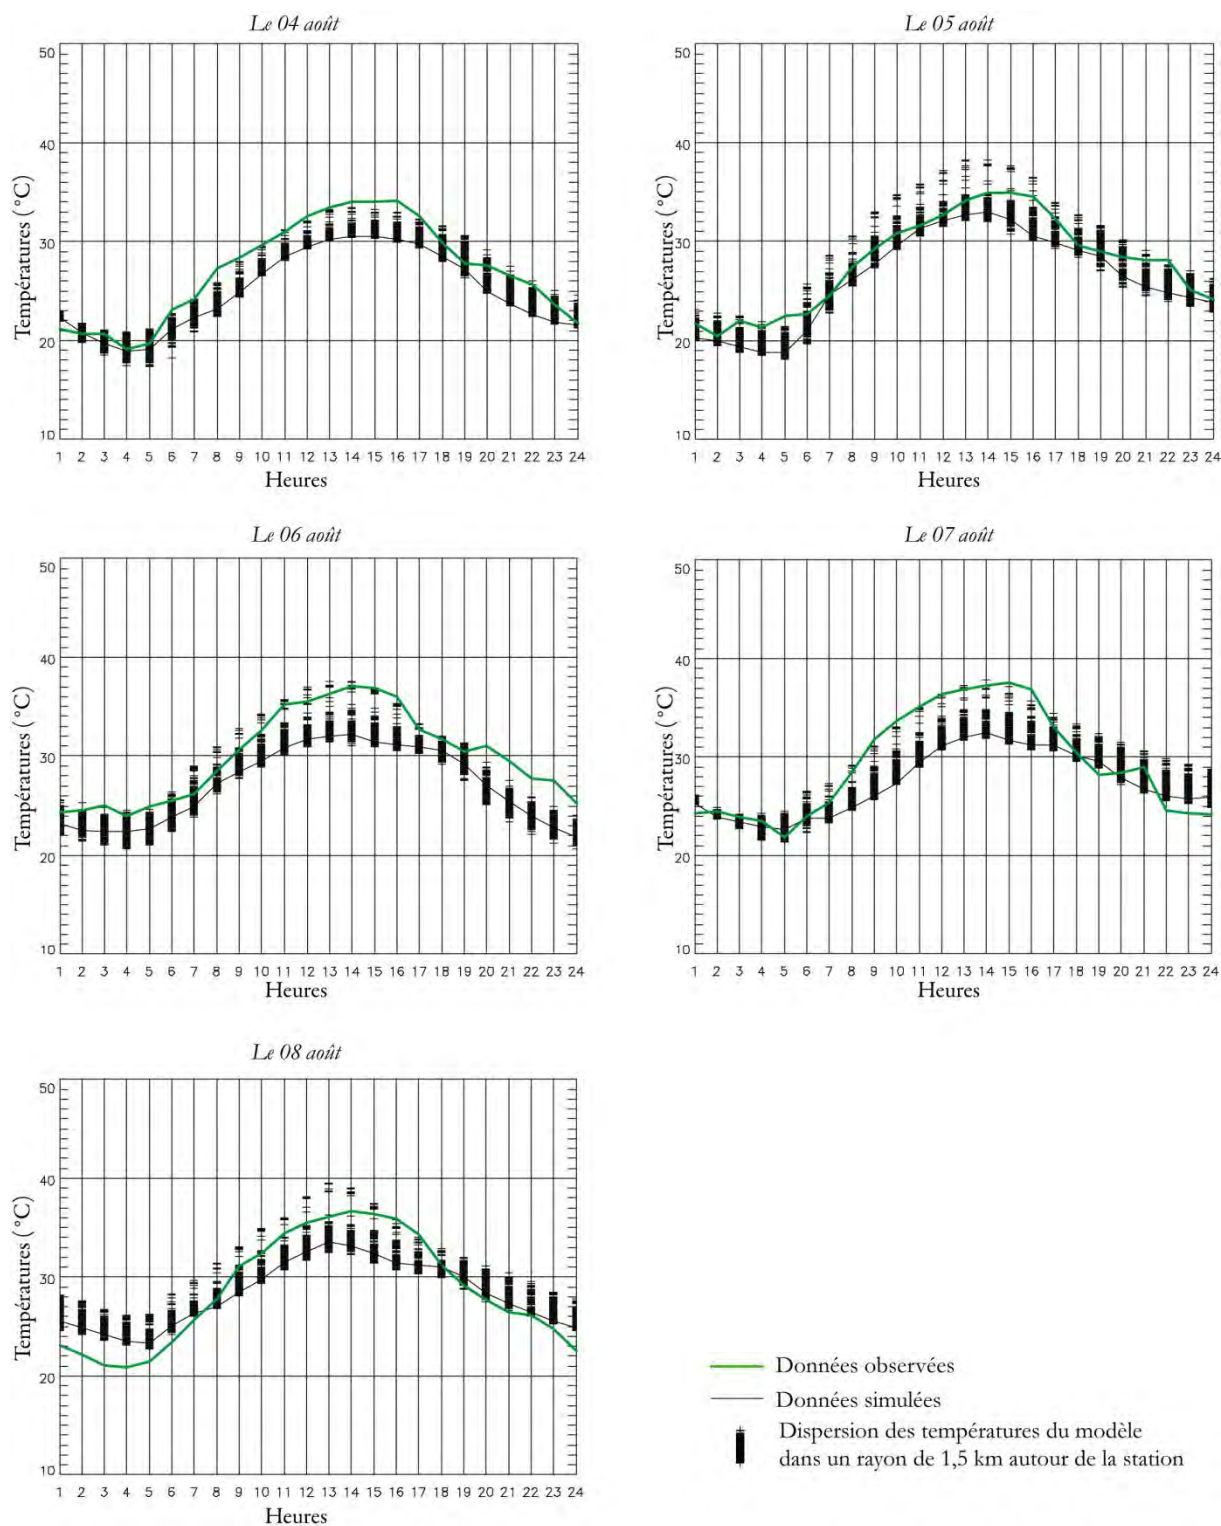 Le 04 août
Le 05 août
50
40
30
20
10
Températures (°C)
1 2 3 4 5 6 7 8 9 10 11 12 13 14 15 16 17 18 19 20 21 22 23 24
Heures
50
40
30
20
10
Températures (°C)
1 2 3 4 5 6 7 8 9 10 11 12 13 14 15 16 17 18 19 20 21 22 23 24
Heures
Le 06 août
Le 07 août
50
40
30
20
10
Températures (°C)
1 2 3 4 5 6 7 8 9 10 11 12 13 14 15 16 17 18 19 20 21 22 23 24
Heures
50
40
30
20
10
Températures (°C)
1 2 3 4 5 6 7 8 9 10 11 12 13 14 15 16 17 18 19 20 21 22 23 24
Heures
Le 08 août
50
40
30
20
10
Températures (°C)
1 2 3 4 5 6 7 8 9 10 11 12 13 14 15 16 17 18 19 20 21 22 23 24
Heures
Données observées
Données simulées
Dispersion des températures du modèle
dans un rayon de 1,5 km autour de la station